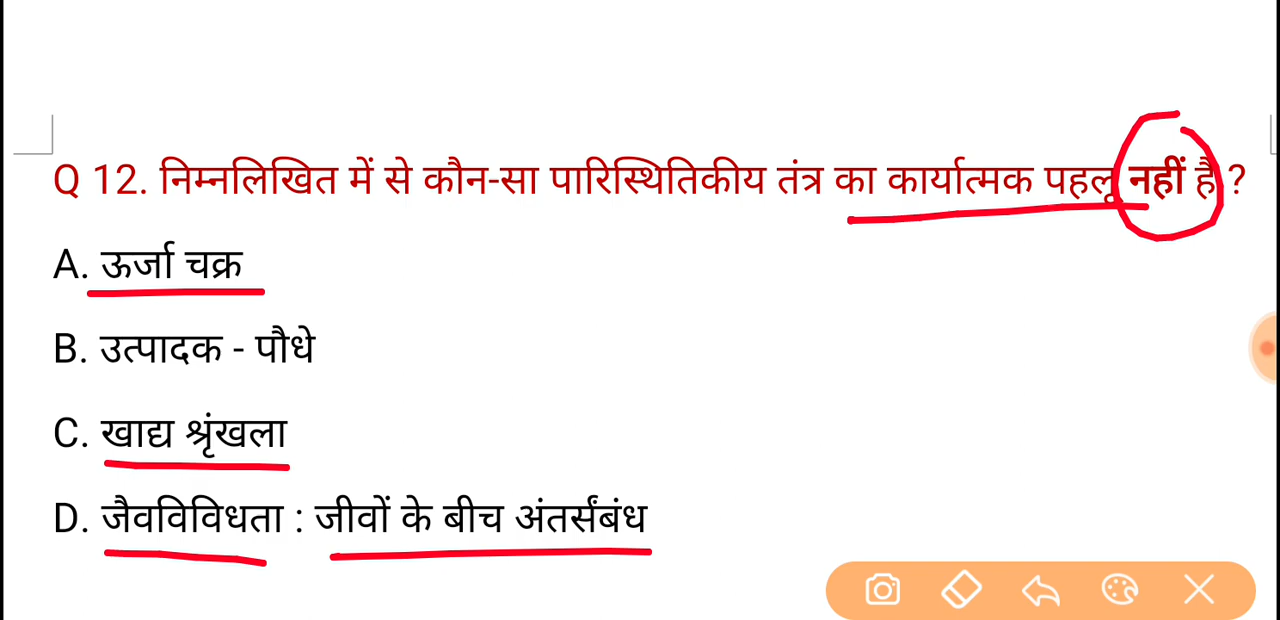 Q 12. निम्नलिखित में से कौन-सा पारिस्थितिकीय तंत्र का कार्यात्मक पहलू नहीं है ?
A. ऊर्जा चक्र
B. उत्पादक - पौधे
C. खाद्य श्रृंखला
D. जैवविविधता : जीवों के बीच अंतर्संबंध